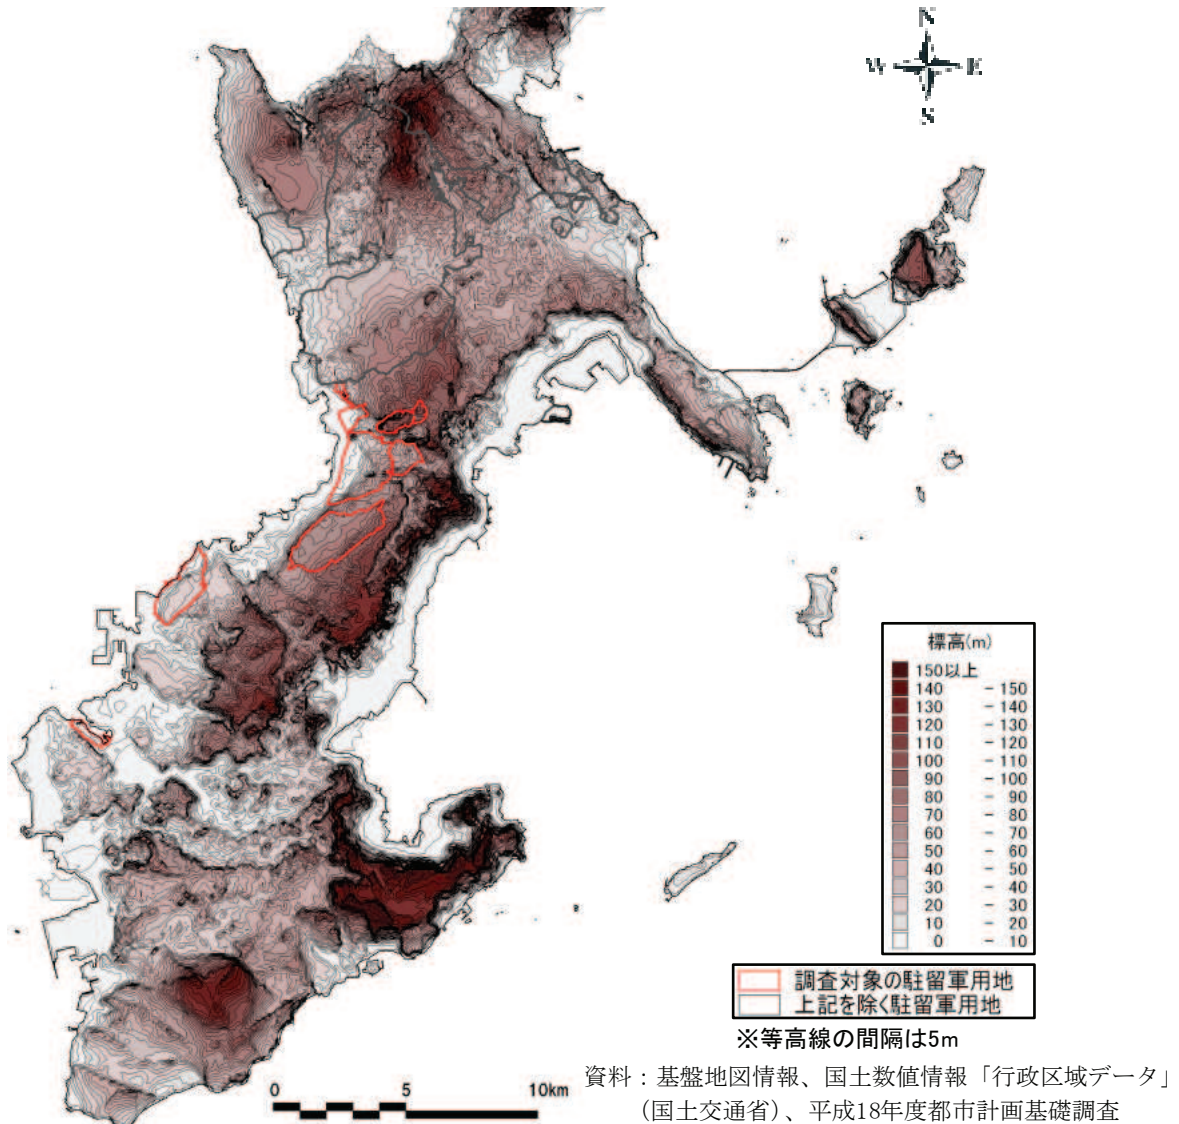 N
W E
S
標高(m)
150以上
140 - 150
130 - 140
120 - 130
110 - 120
100 - 110
90 - 100
80 - 90
70 - 80
60 - 70
50 - 60
40 - 50
30 - 40
20 - 30
10 - 20
0 - 10
調査対象の駐留軍用地
上記を除く駐留軍用地
※等高線の間隔は5m
0 5 10km
資料：基盤地図情報、国土数値情報「行政区域データ」
（国土交通省）、平成18年度都市計画基礎調査